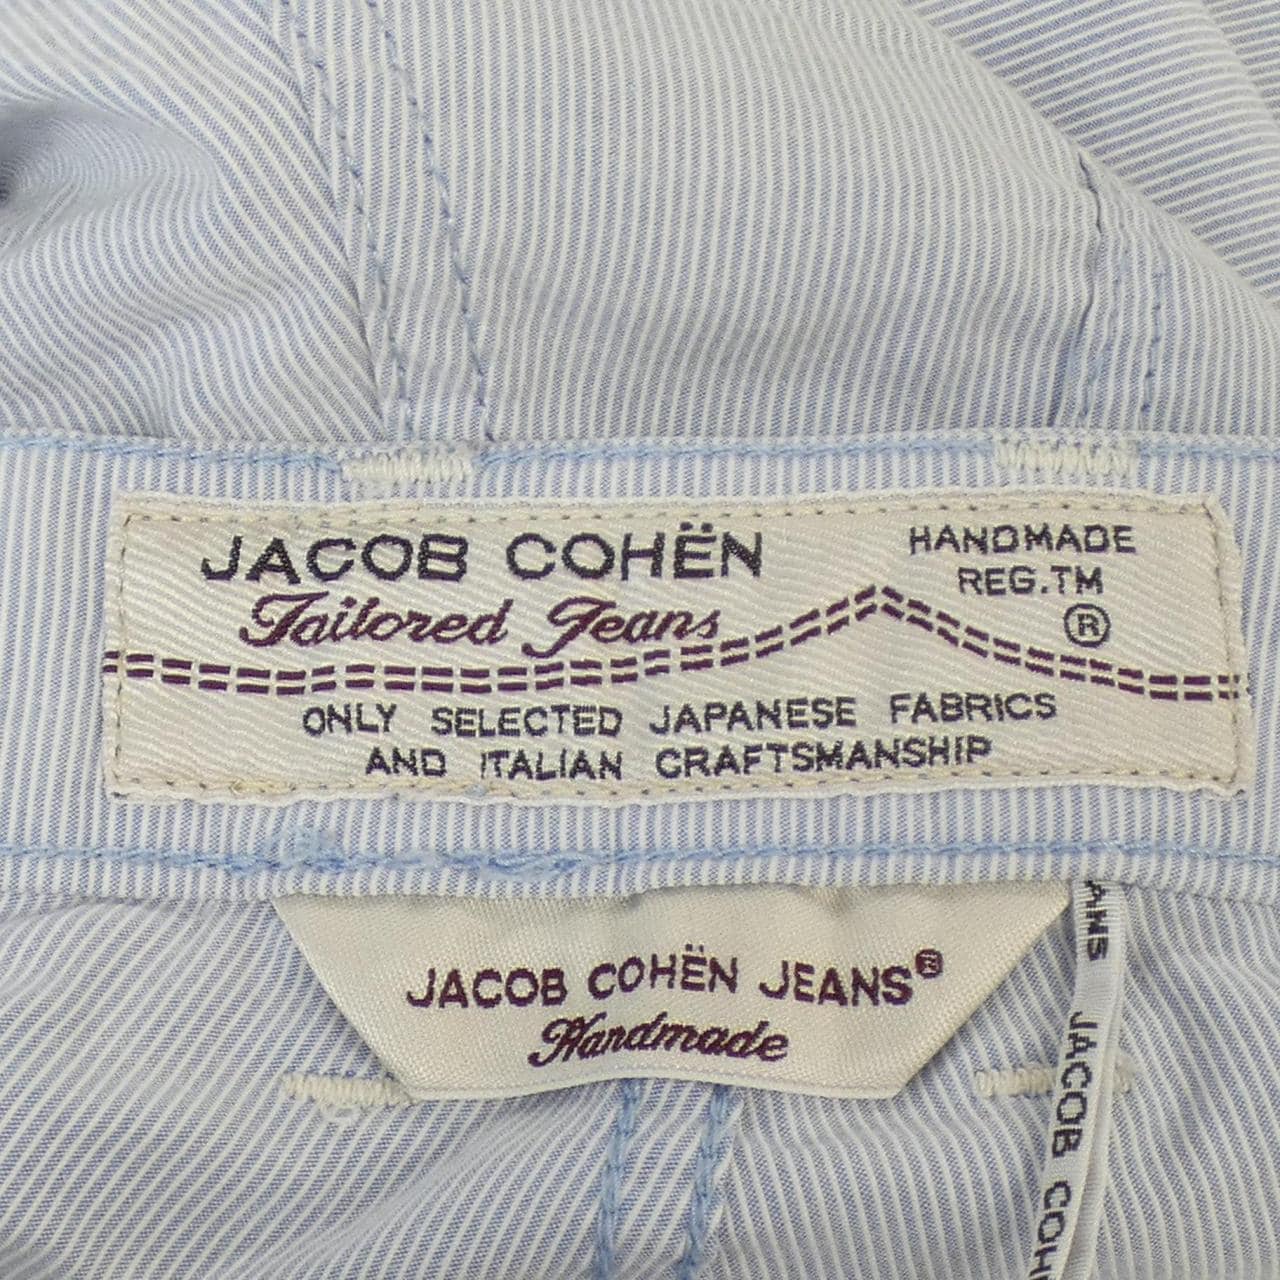 JACOB COHËN
Tailored Jeans
HANDMADE
REG.TM
®
ONLY SELECTED JAPANESE FABRICS
AND ITALIAN CRAFTSMANSHIP
JACOB COHËN JEANS®
Handmade
JACOB